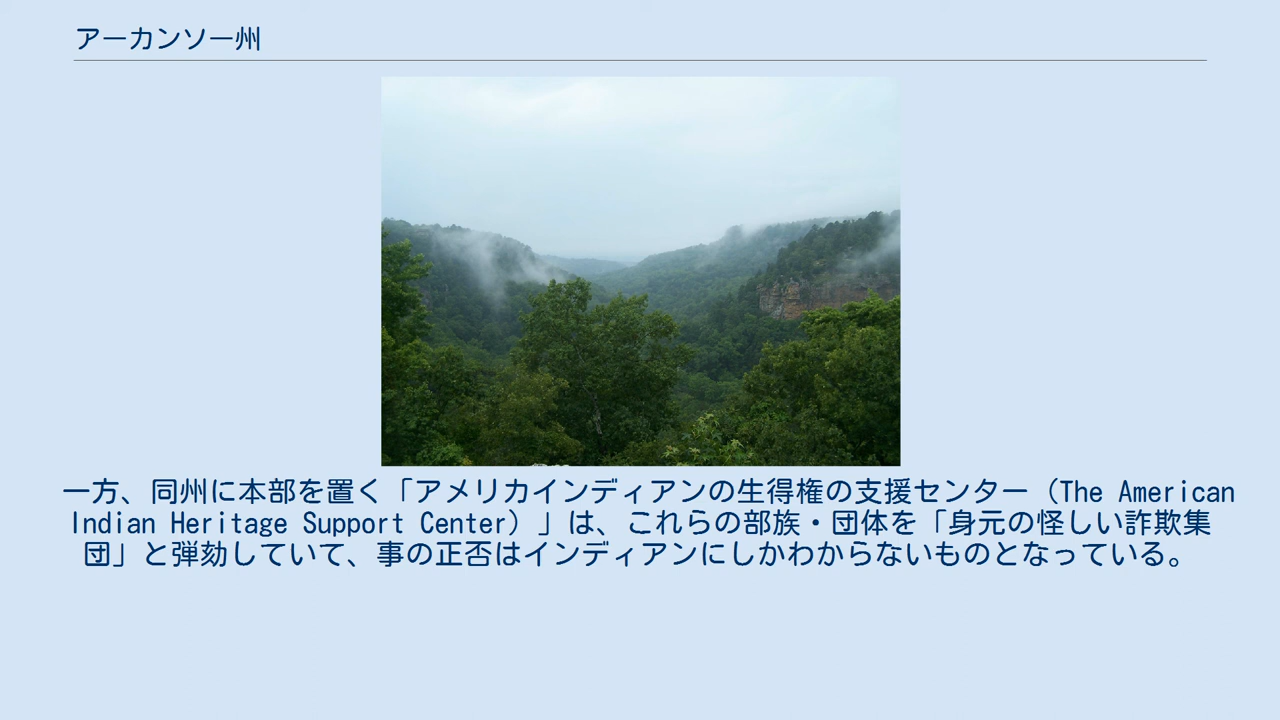 アーカンソー州
一方、同州に本部を置く「アメリカインディアンの生得権の支援センター（The American
Indian Heritage Support Center）」は、これらの部族・団体を「身元の怪しい詐欺集
団」と弾劾していて、事の正否はインディアンにしかわからないものとなっている。